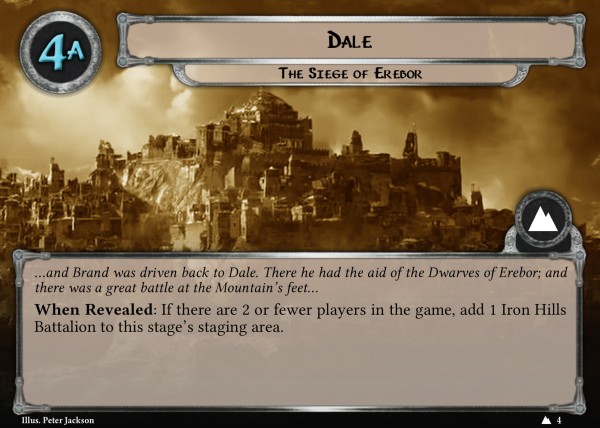 4A
Dale
The Siege of Erebor
...and Brand was driven back to Dale. There he had the aid of the Dwarves of Erebor; and
there was a great battle at the Mountain's feet...
When Revealed: If there are 2 or fewer players in the game, add 1 Iron Hills
Battalion to this stage's staging area.
Illus. Peter Jackson
4